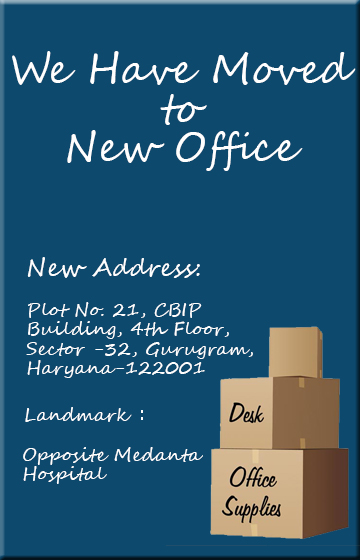 We Have Moved
to
New Office
New Address:
Plot No. 21, CBIP
Building, 4th Floor,
Sector -32, Gurugram,
Haryana-122001
Landmark :
Opposite Medanta
Hospital
Desk
Office
Supplies